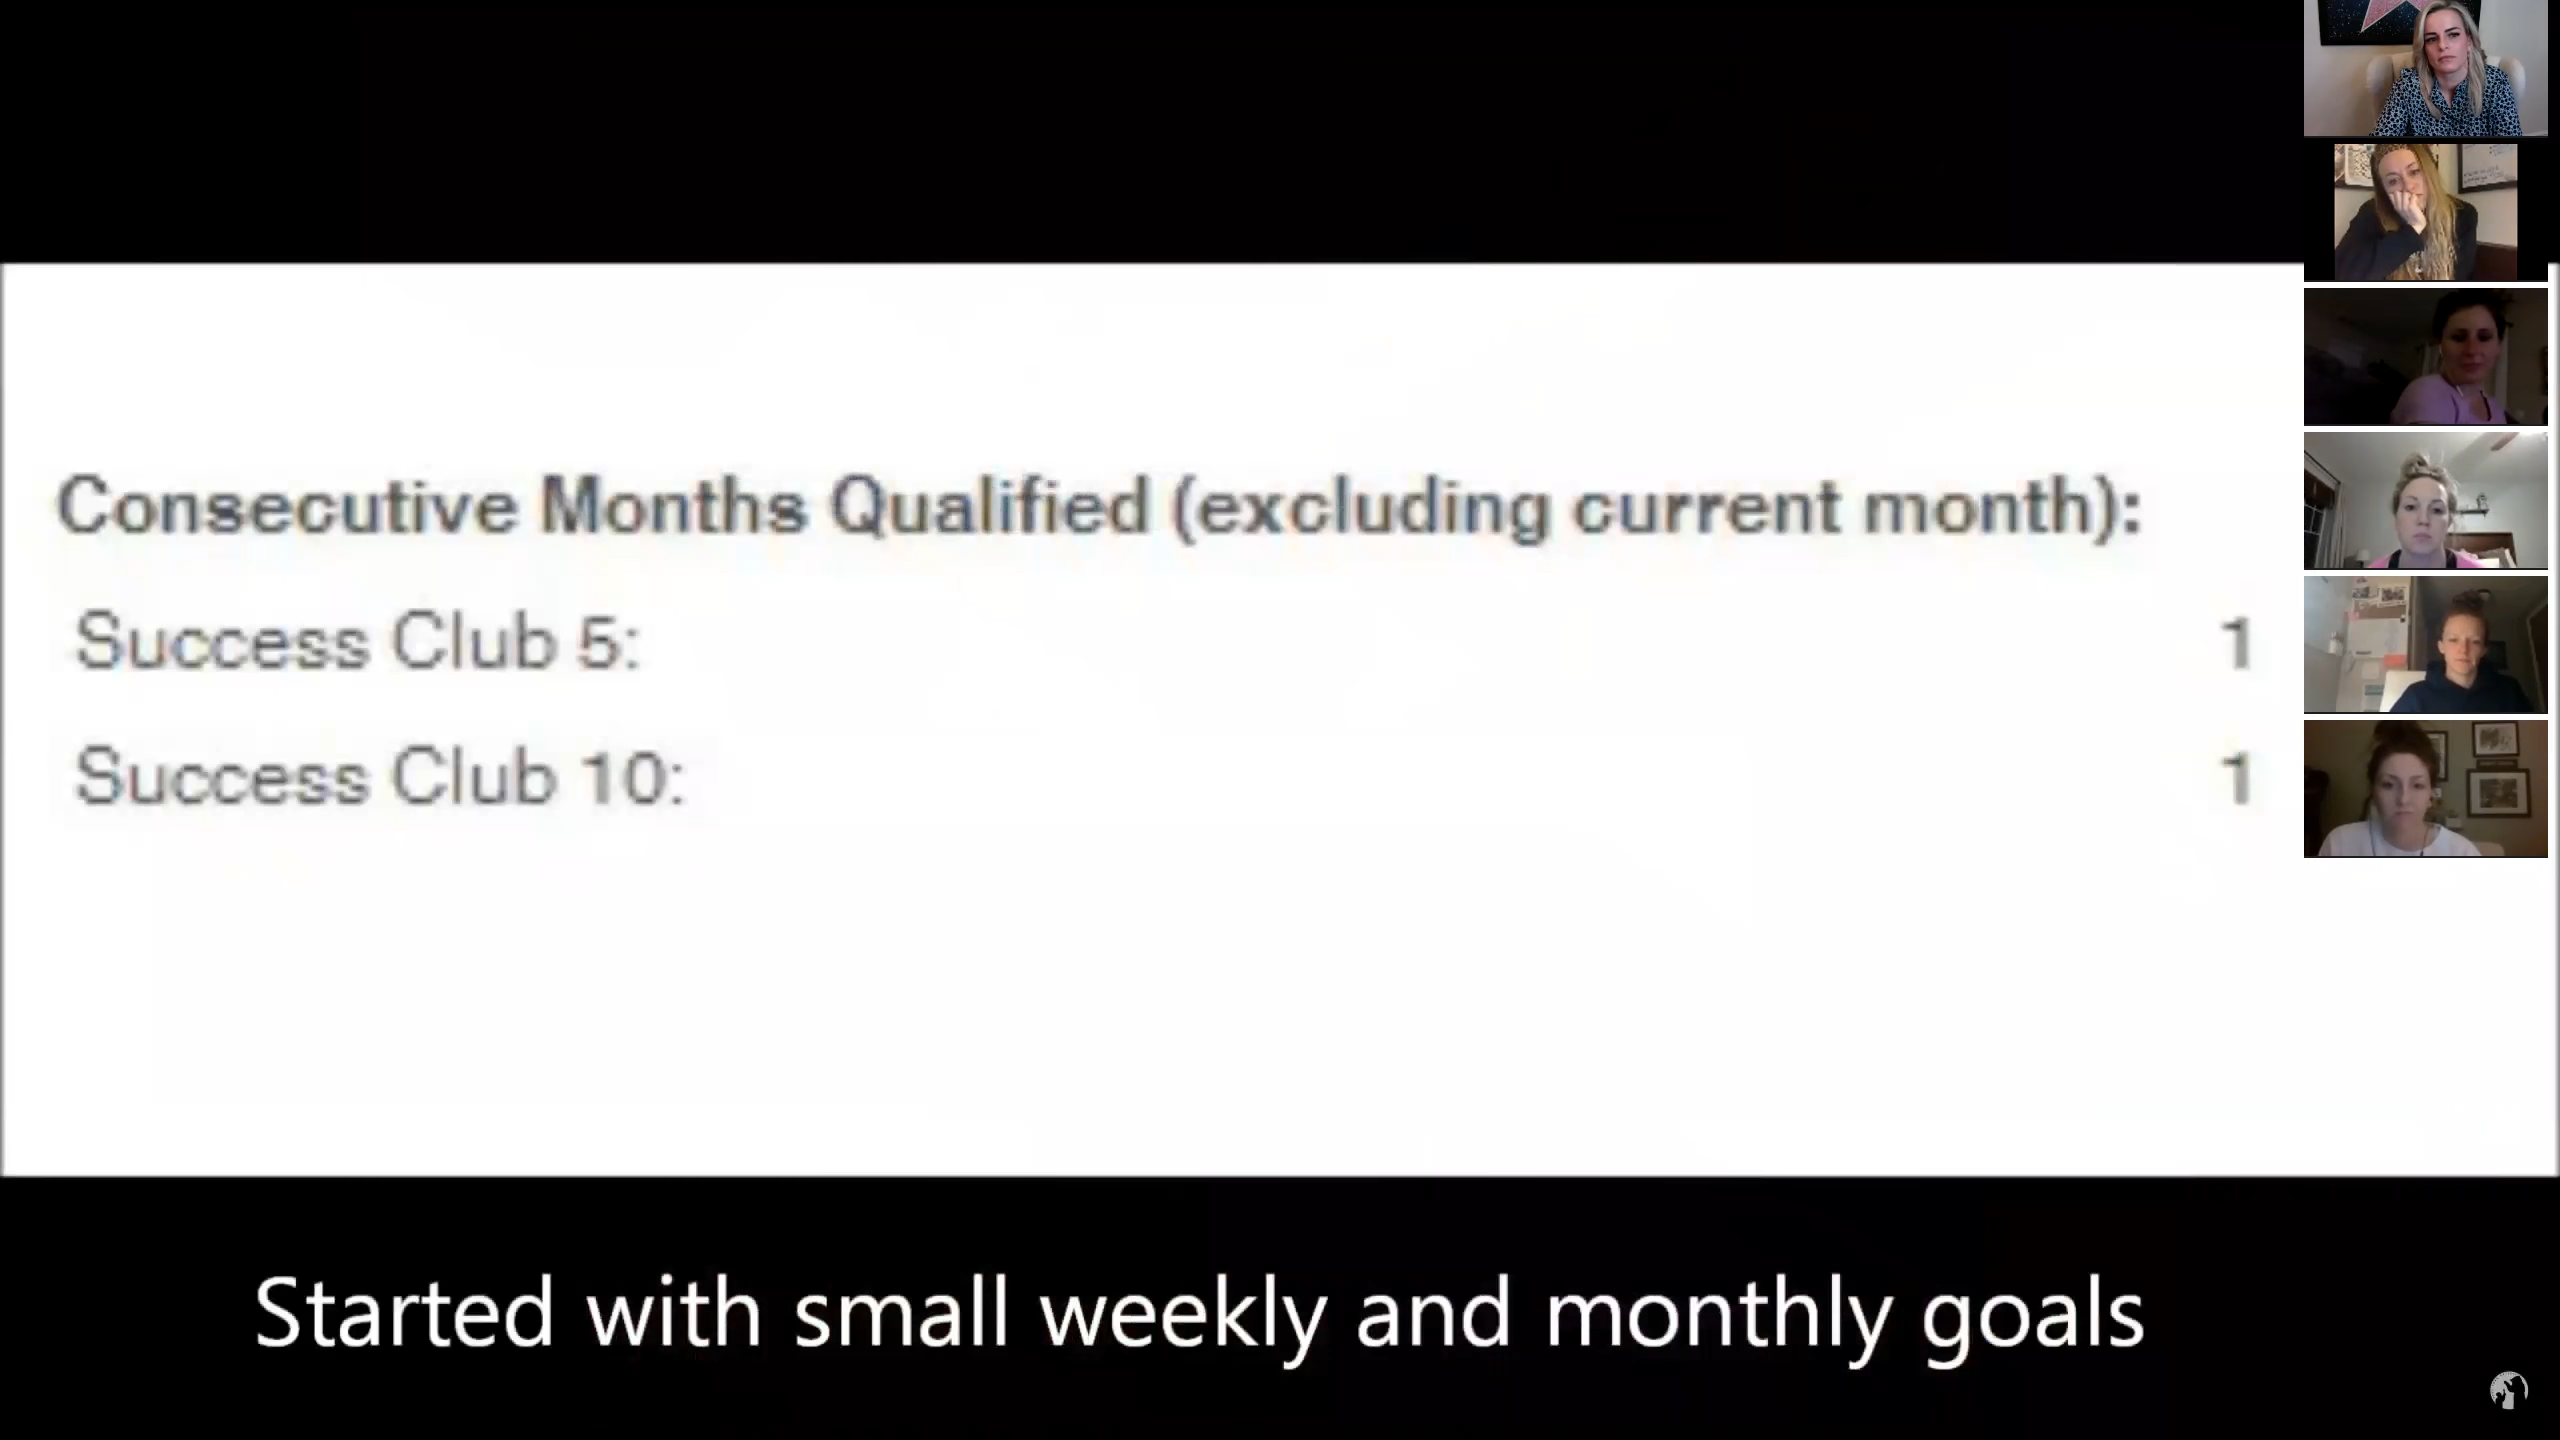 Consecutive Months Qualified (excluding current month):
Success Club 5: 1
Success Club 10: 1
Started with small weekly and monthly goals